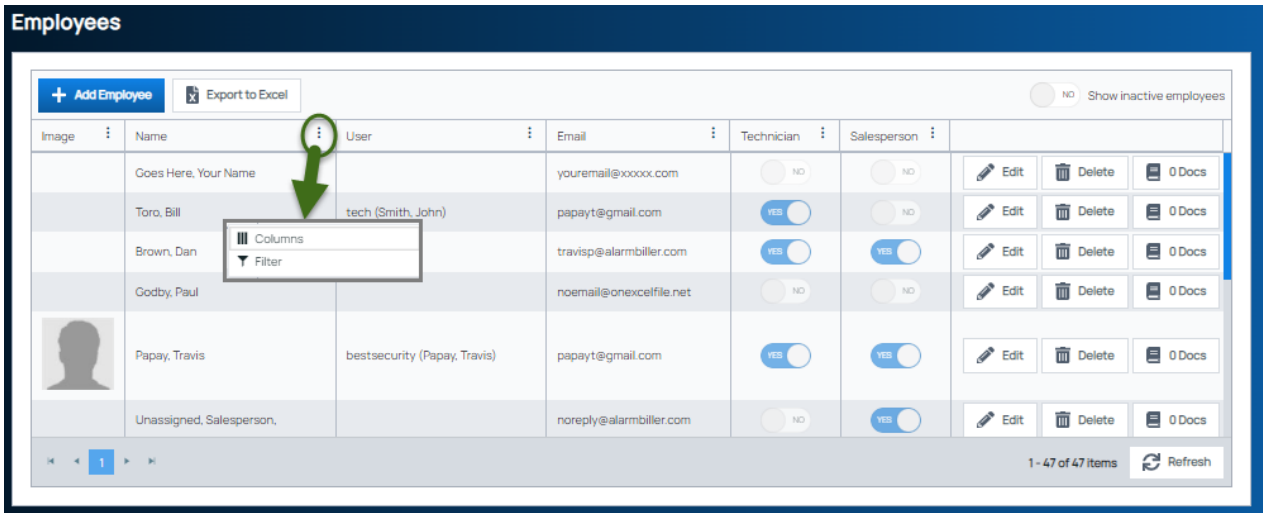 Employees
Add Employee Export to Excel NO Show inactive employees
Image Name User Email Technician Salesperson
Goes Here, Your Name youremail@xxxxx.com NO NO Edit Delete 0 Docs
Toro, Bill tech (Smith, John) papayt@gmail.com YES NO Edit Delete 0 Docs
Columns
Brown, Dan travisp@alarmbiller.com YES YES Edit Delete 0 Docs
Filter
Godby, Paul noemail@onexcelfile.net NO NO Edit Delete 0 Docs
Papay, Travis bestsecurity (Papay, Travis) papayt@gmail.com YES YES Edit Delete 0 Docs
Unassigned, Salesperson, noreply@alarmbiller.com NO YES Edit Delete 0 Docs
1 1 - 47 of 47 items Refresh